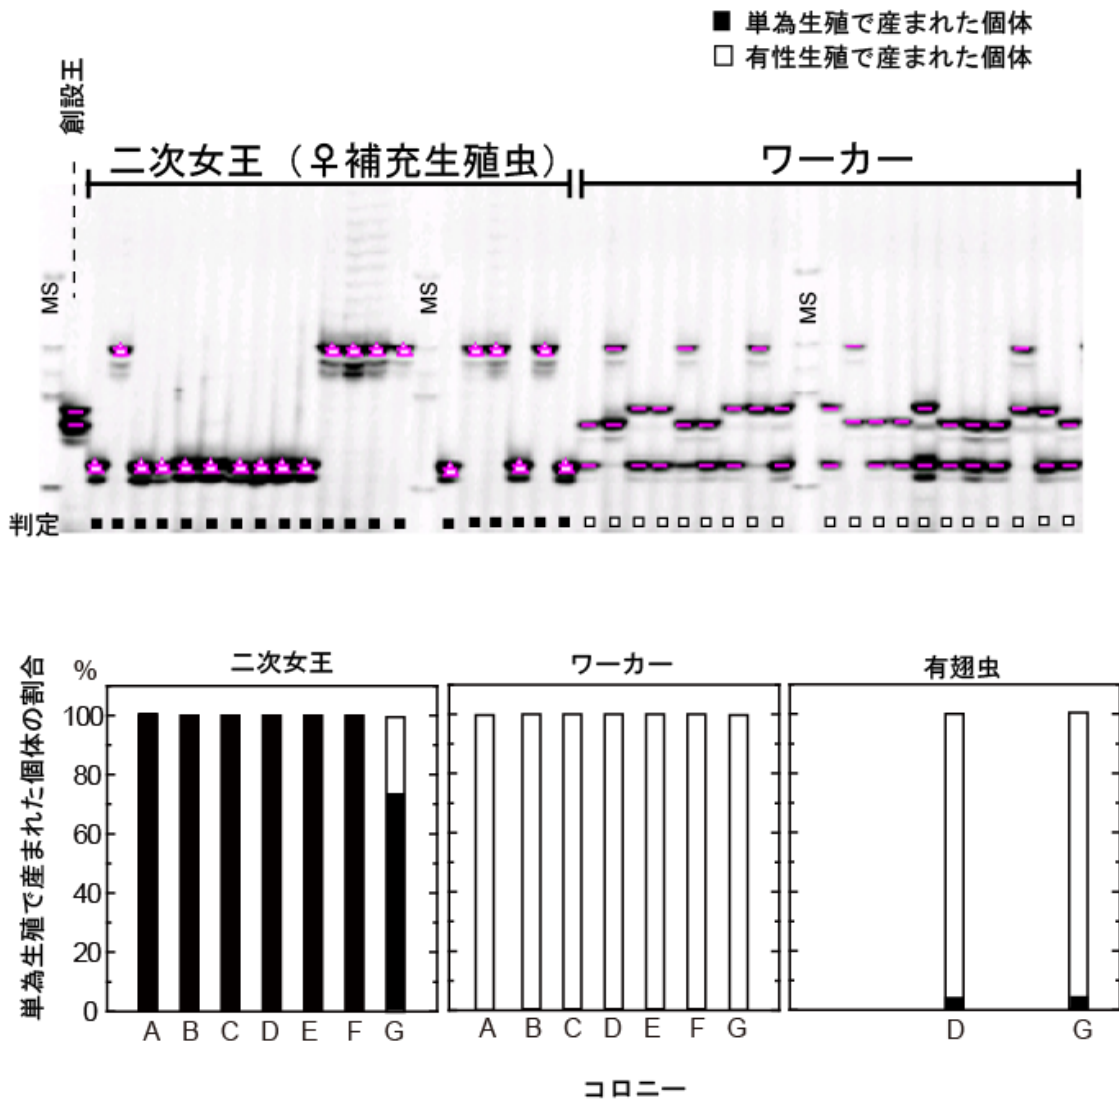 ■ 単為生殖で産まれた個体
□ 有性生殖で産まれた個体
創設王
二次女王（♀補充生殖虫）
ワーカー
MS
MS
MS
判定
単為生殖で産まれた個体の割合
%
二次女王
ワーカー
有翅虫
100
80
60
40
20
0
A B C D E F G
A B C D E F G
D G
コロニー